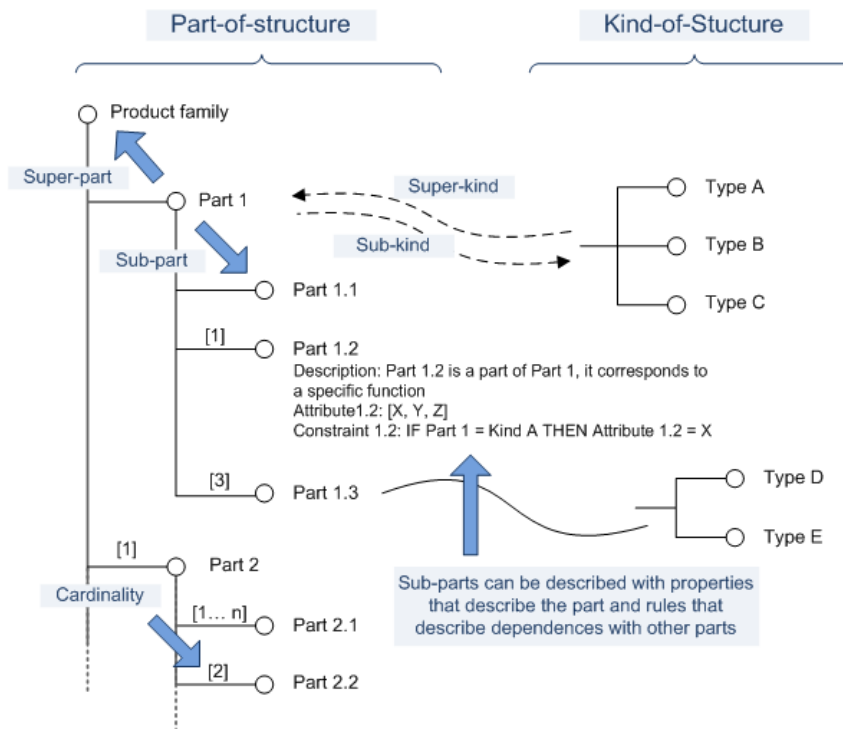 Part-of-structure
Kind-of-Stucture
Product family
Super-part
Part 1
Super-kind
Type A
Sub-part
Sub-kind
Type B
Part 1.1
Type C
[1]
Part 1.2
Description: Part 1.2 is a part of Part 1, it corresponds to
a specific function
Attribute1.2: [X, Y, Z]
Constraint 1.2: IF Part 1 = Kind A THEN Attribute 1.2 = X
[3]
Part 1.3
Type D
Type E
[1]
Part 2
Cardinality
[1... n]
Part 2.1
[2]
Part 2.2
Sub-parts can be described with properties
that describe the part and rules that
describe dependences with other parts